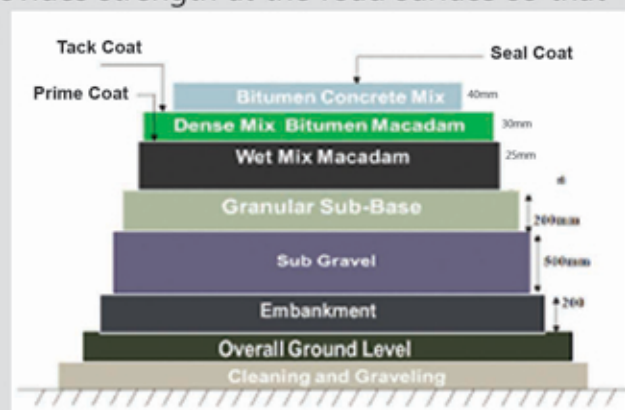 Tack Coat
Seal Coat
Prime Coat
Bitumen Concrete Mix
40mm
Dense Mix Bitumen Macadam
30mm
Wet Mix Macadam
25mm
Granular Sub-Base
200mm
Sub Gravel
500mm
Embankment
200
Overall Ground Level
Cleaning and Graveling